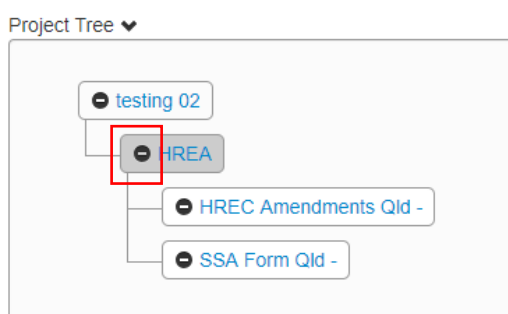 Project Tree
testing 02
HREA
HREC Amendments Qld -
SSA Form Qld -